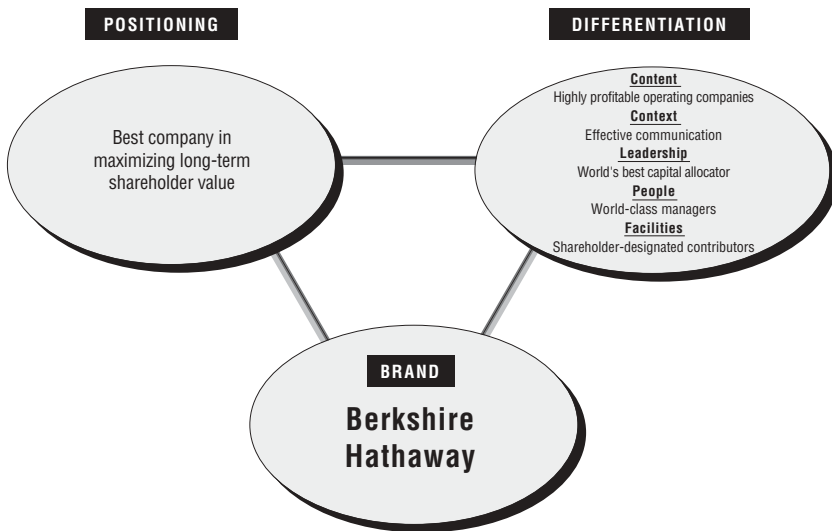 POSITIONING
Best company in
maximizing long-term
shareholder value
DIFFERENTIATION
Content
Highly profitable operating companies
Context
Effective communication
Leadership
World's best capital allocator
People
World-class managers
Facilities
Shareholder-designated contributors
BRAND
Berkshire
Hathaway